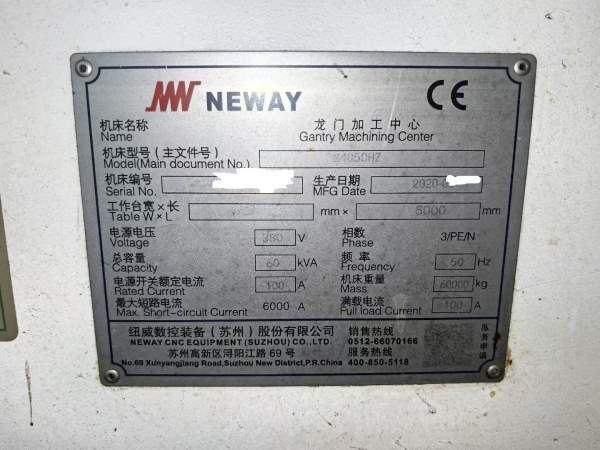 NEWAY CE
机床名称 龙门加工中心
Name Gantry Machining Center
机床型号(主文件号)
Model(Main document No.)
机床编号 生产日期
Serial No. MFG Date 2020
工作台宽×长
Table W×L mm× 5000 mm
电源电压 相数
Voltage 380 V Phase 3/PE/N
总容量 频率
Capacity 60 kVA Frequency 50 Hz
电源开关额定电流 机床重量
Rated Current 100 A Mass 60000 kg
最大短路电流 满载电流
Max. Short-circuit Current 6000 A Full load Current 100 A
纽威数控装备(苏州)股份有限公司 销售热线
NEWAY CNC EQUIPMENT (SUZHOU) CO.,LTD. 0512-66070166
苏州高新区浔阳江路 69 号 服务热线
No.69 Xunyangjiang Road,Suzhou New District,P.R.China 400-850-5118
服务申请